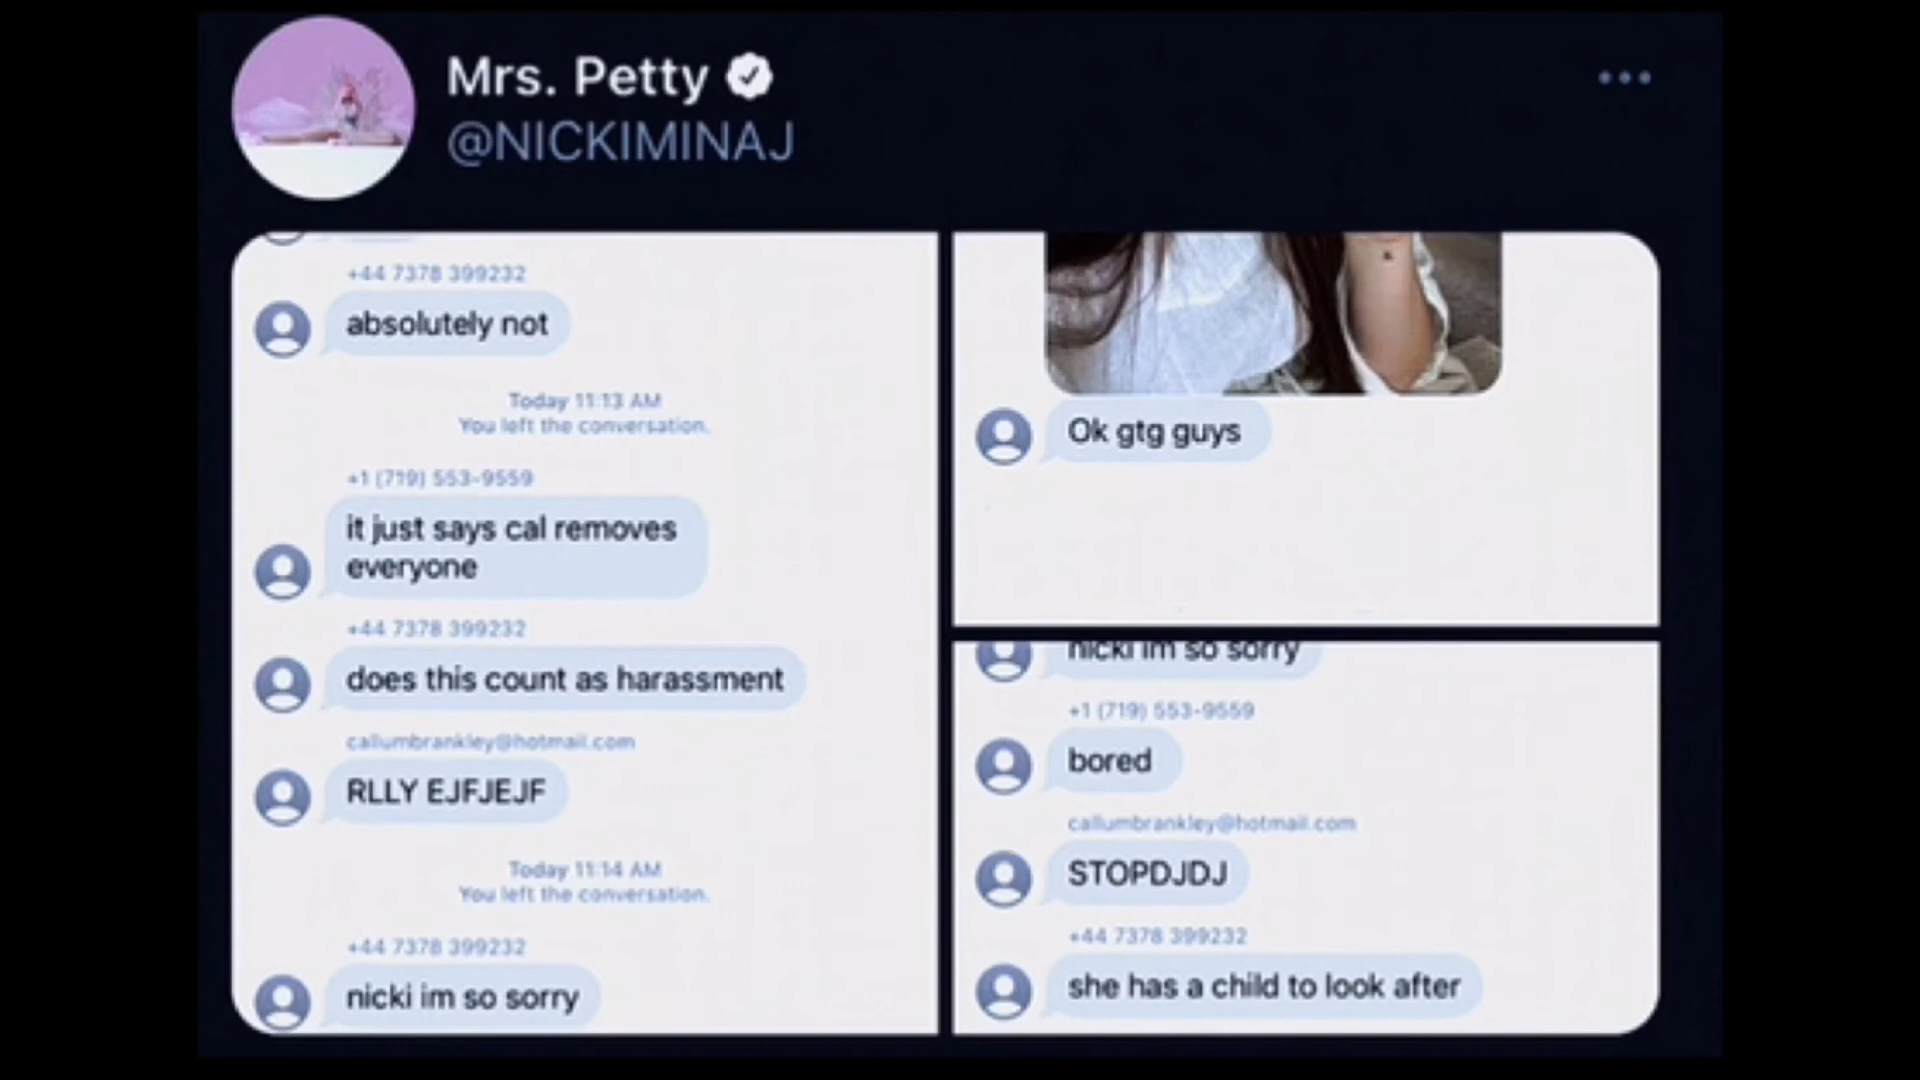 Mrs. Petty
@NICKIMINAJ
+44 7378 399232
absolutely not
Today 11:13 AM
You left the conversation.
+1 (719) 553-9559
it just says cal removes
everyone
+44 7378 399232
does this count as harassment
callumbrankley@hotmail.com
RLLY EJFJEJF
Today 11:14 AM
You left the conversation.
+44 7378 399232
nicki im so sorry
Ok gtg guys
nicki im so sorry
+1 (719) 553-9559
bored
callumbrankley@hotmail.com
STOPDJDJ
+44 7378 399232
she has a child to look after